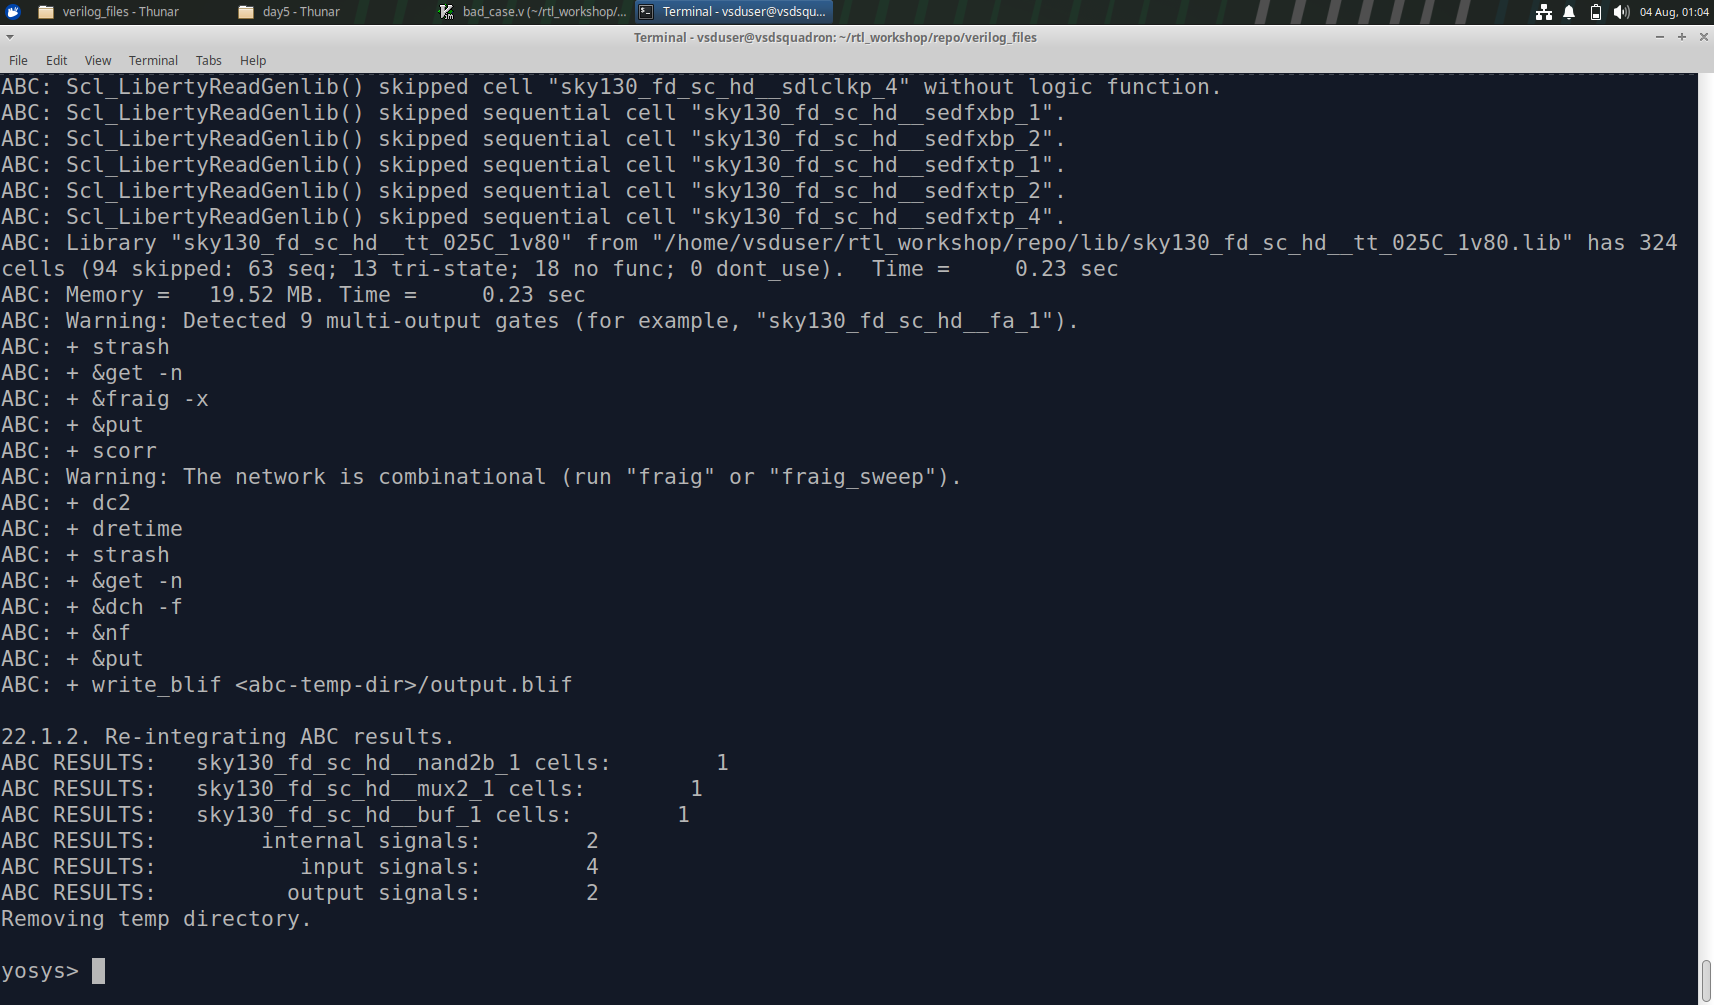 verilog_files - Thunar day5 - Thunar bad_case.v (~/rtl_workshop/... Terminal - vsduser@vsdsqu... 04 Aug, 01:04
Terminal - vsduser@vsdsquadron: ~/rtl_workshop/repo/verilog_files
File Edit View Terminal Tabs Help
ABC: Scl_LibertyReadGenlib() skipped cell "sky130_fd_sc_hd__sdlclkp_4" without logic function.
ABC: Scl_LibertyReadGenlib() skipped sequential cell "sky130_fd_sc_hd__sedfxbp_1".
ABC: Scl_LibertyReadGenlib() skipped sequential cell "sky130_fd_sc_hd__sedfxbp_2".
ABC: Scl_LibertyReadGenlib() skipped sequential cell "sky130_fd_sc_hd__sedfxtp_1".
ABC: Scl_LibertyReadGenlib() skipped sequential cell "sky130_fd_sc_hd__sedfxtp_2".
ABC: Scl_LibertyReadGenlib() skipped sequential cell "sky130_fd_sc_hd__sedfxtp_4".
ABC: Library "sky130_fd_sc_hd__tt_025C_1v80" from "/home/vsduser/rtl_workshop/repo/lib/sky130_fd_sc_hd__tt_025C_1v80.lib" has 324
cells (94 skipped: 63 seq; 13 tri-state; 18 no func; 0 dont_use).  Time =     0.23 sec
ABC: Memory =   19.52 MB. Time =     0.23 sec
ABC: Warning: Detected 9 multi-output gates (for example, "sky130_fd_sc_hd__fa_1").
ABC: + strash
ABC: + &get -n
ABC: + &fraig -x
ABC: + &put
ABC: + scorr
ABC: Warning: The network is combinational (run "fraig" or "fraig_sweep").
ABC: + dc2
ABC: + dretime
ABC: + strash
ABC: + &get -n
ABC: + &dch -f
ABC: + &nf
ABC: + &put
ABC: + write_blif <abc-temp-dir>/output.blif
22.1.2. Re-integrating ABC results.
ABC RESULTS:   sky130_fd_sc_hd__nand2b_1 cells:        1
ABC RESULTS:   sky130_fd_sc_hd__mux2_1 cells:        1
ABC RESULTS:   sky130_fd_sc_hd__buf_1 cells:        1
ABC RESULTS:        internal signals:        2
ABC RESULTS:           input signals:        4
ABC RESULTS:          output signals:        2
Removing temp directory.
yosys>